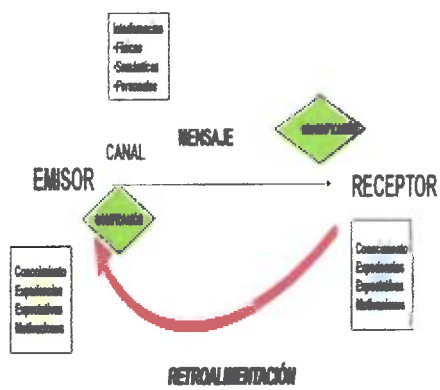 Interferencias
•Físicas
•Semánticas
•Personales
MENSAJE
CANAL
EMISOR
RECEPTOR
Conocimiento
Experiencias
Expectativas
Motivaciones
Conocimiento
Experiencias
Expectativas
Motivaciones
RETROALIMENTACIÓN